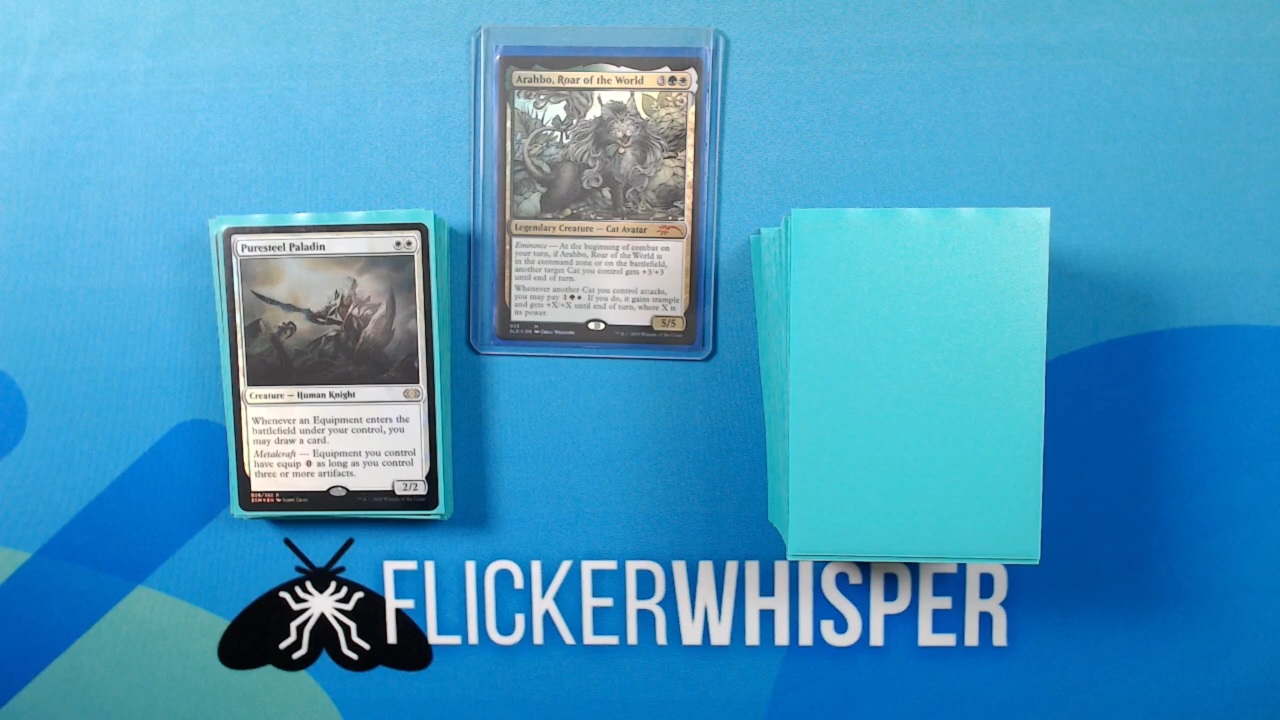 Arahbo, Roar of the World 3
Legendary Creature — Cat Avatar
Eminence — At the beginning of combat on
your turn, if Arahbo, Roar of the World is
in the command zone or on the battlefield,
another target Cat you control gets +3/+3
until end of turn.
Whenever another Cat you control attacks,
you may pay 1. If you do, it gains trample
and gets +X/+X until end of turn, where X is
its power.
5/5
Puresteel Paladin
Creature — Human Knight
Whenever an Equipment enters the
battlefield under your control, you
may draw a card.
Metalcraft — Equipment you control
have equip 0 as long as you control
three or more artifacts.
2/2
FLICKERWHISPER